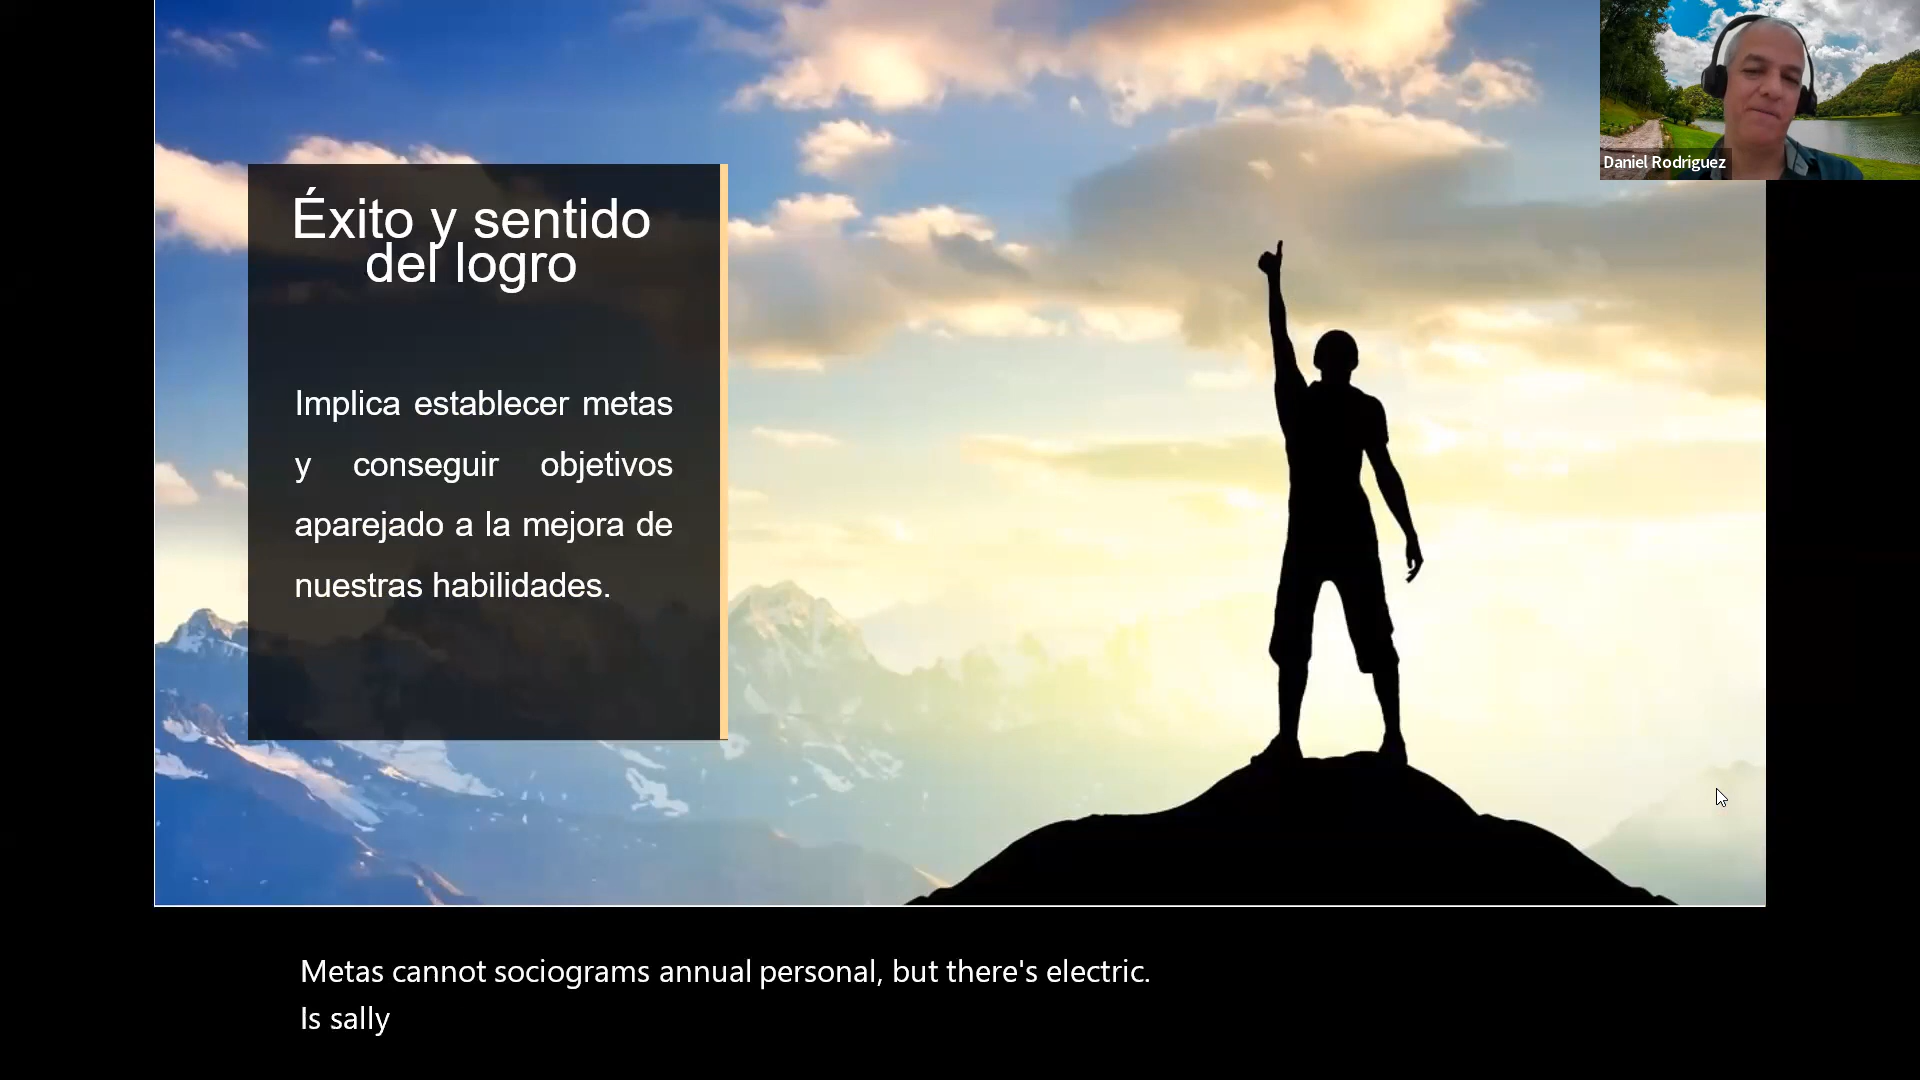 Éxito y sentido
del logro
Implica establecer metas
y conseguir objetivos
aparejado a la mejora de
nuestras habilidades.
Daniel Rodriguez
Metas cannot sociograms annual personal, but there's electric.
Is sally